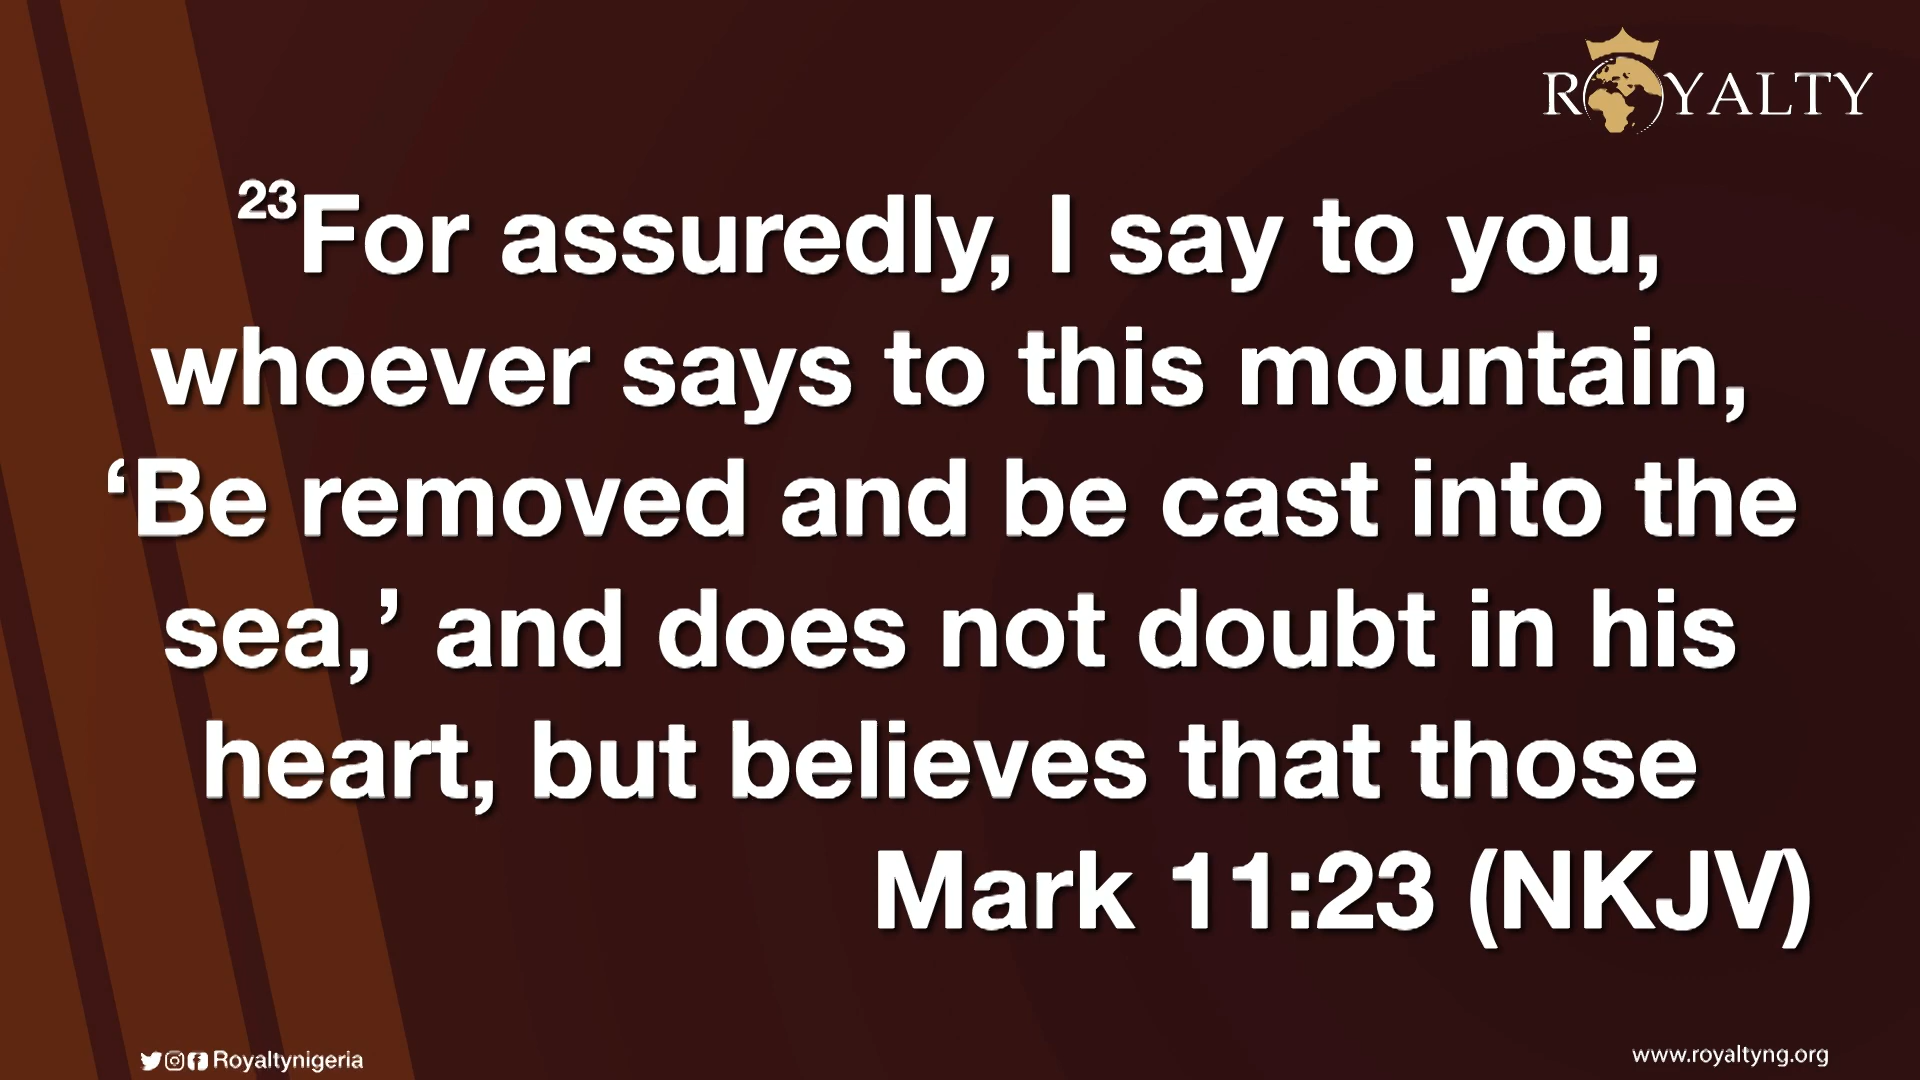 ROYALTY
23For assuredly, I say to you,
whoever says to this mountain,
‘Be removed and be cast into the
sea,’ and does not doubt in his
heart, but believes that those
Mark 11:23 (NKJV)
Royaltynigeria
www.royaltyng.org